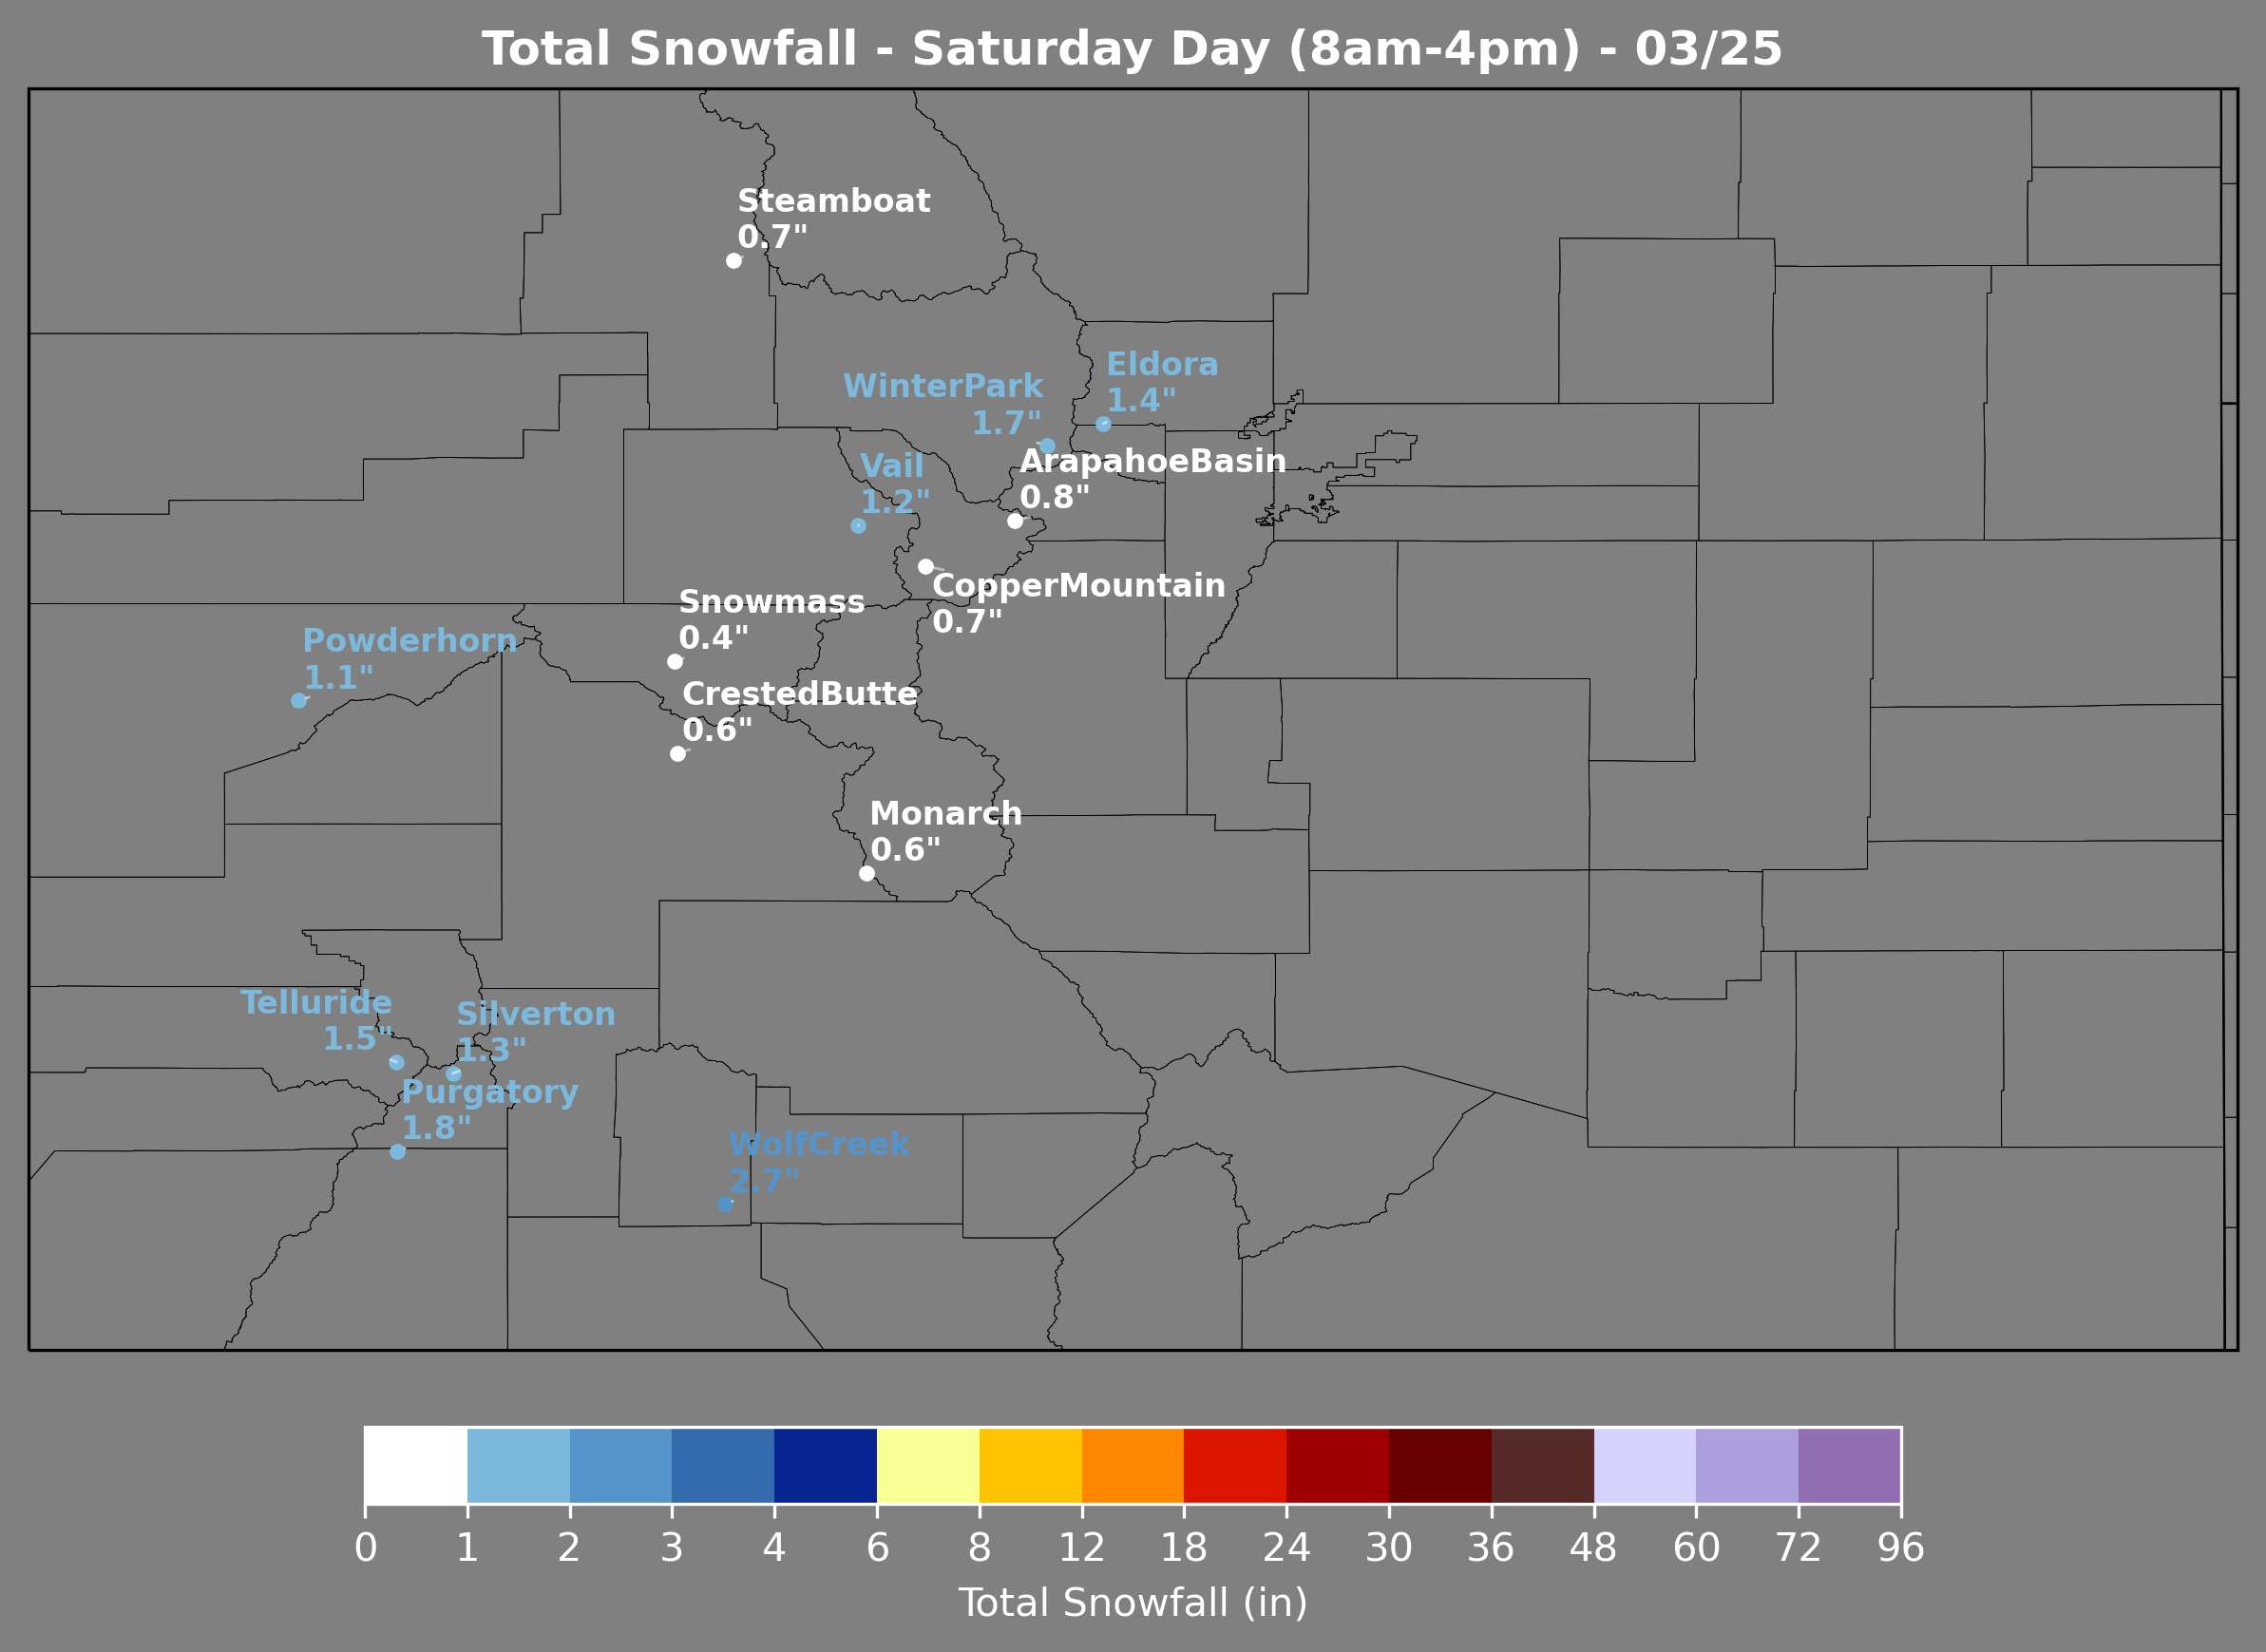 Total Snowfall - Saturday Day (8am-4pm) - 03/25
Steamboat
0.7"
Eldora
1.4"
WinterPark
1.7"
ArapahoeBasin
0.8"
Vail
1.2"
CopperMountain
0.7"
Snowmass
0.4"
Powderhorn
1.1"
CrestedButte
0.6"
Monarch
0.6"
Telluride
1.5"
Silverton
1.3"
Purgatory
1.8"
WolfCreek
2.7"
0 1 2 3 4 6 8 12 18 24 30 36 48 60 72 96
Total Snowfall (in)